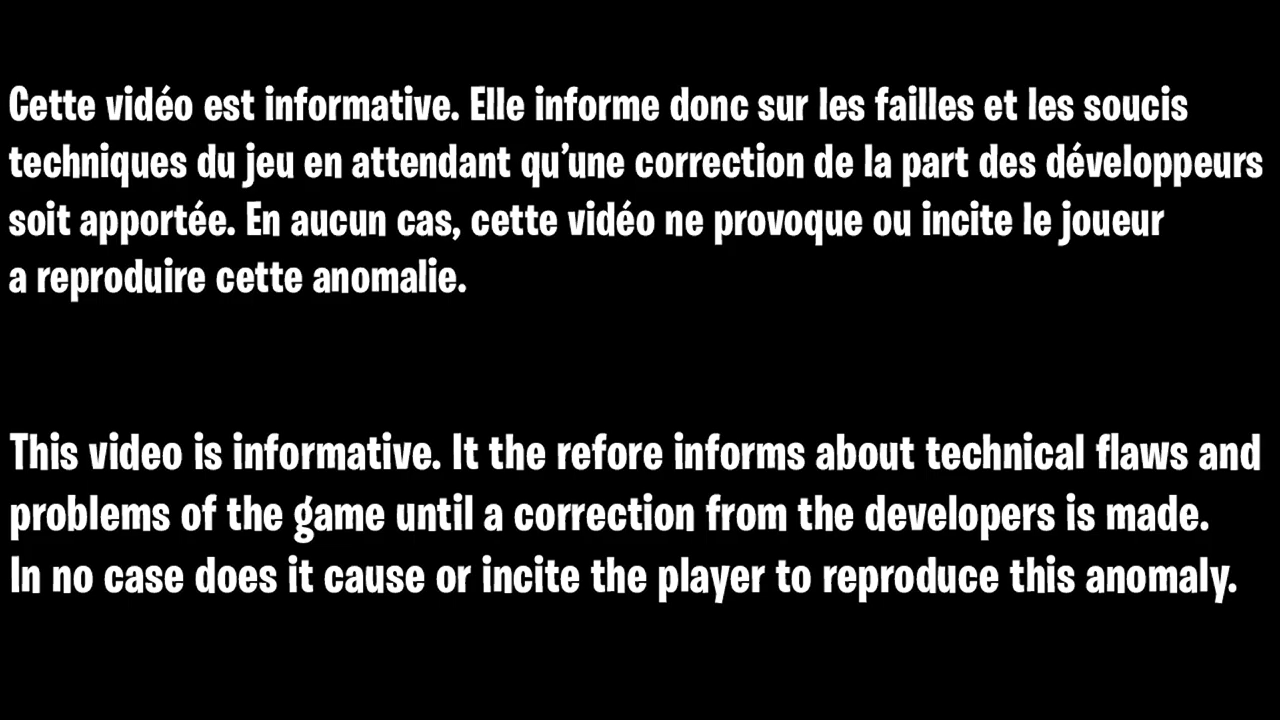 Cette vidéo est informative. Elle informe donc sur les failles et les soucis
techniques du jeu en attendant qu’une correction de la part des développeurs
soit apportée. En aucun cas, cette vidéo ne provoque ou incite le joueur
a reproduire cette anomalie.
This video is informative. It the refore informs about technical flaws and
problems of the game until a correction from the developers is made.
In no case does it cause or incite the player to reproduce this anomaly.